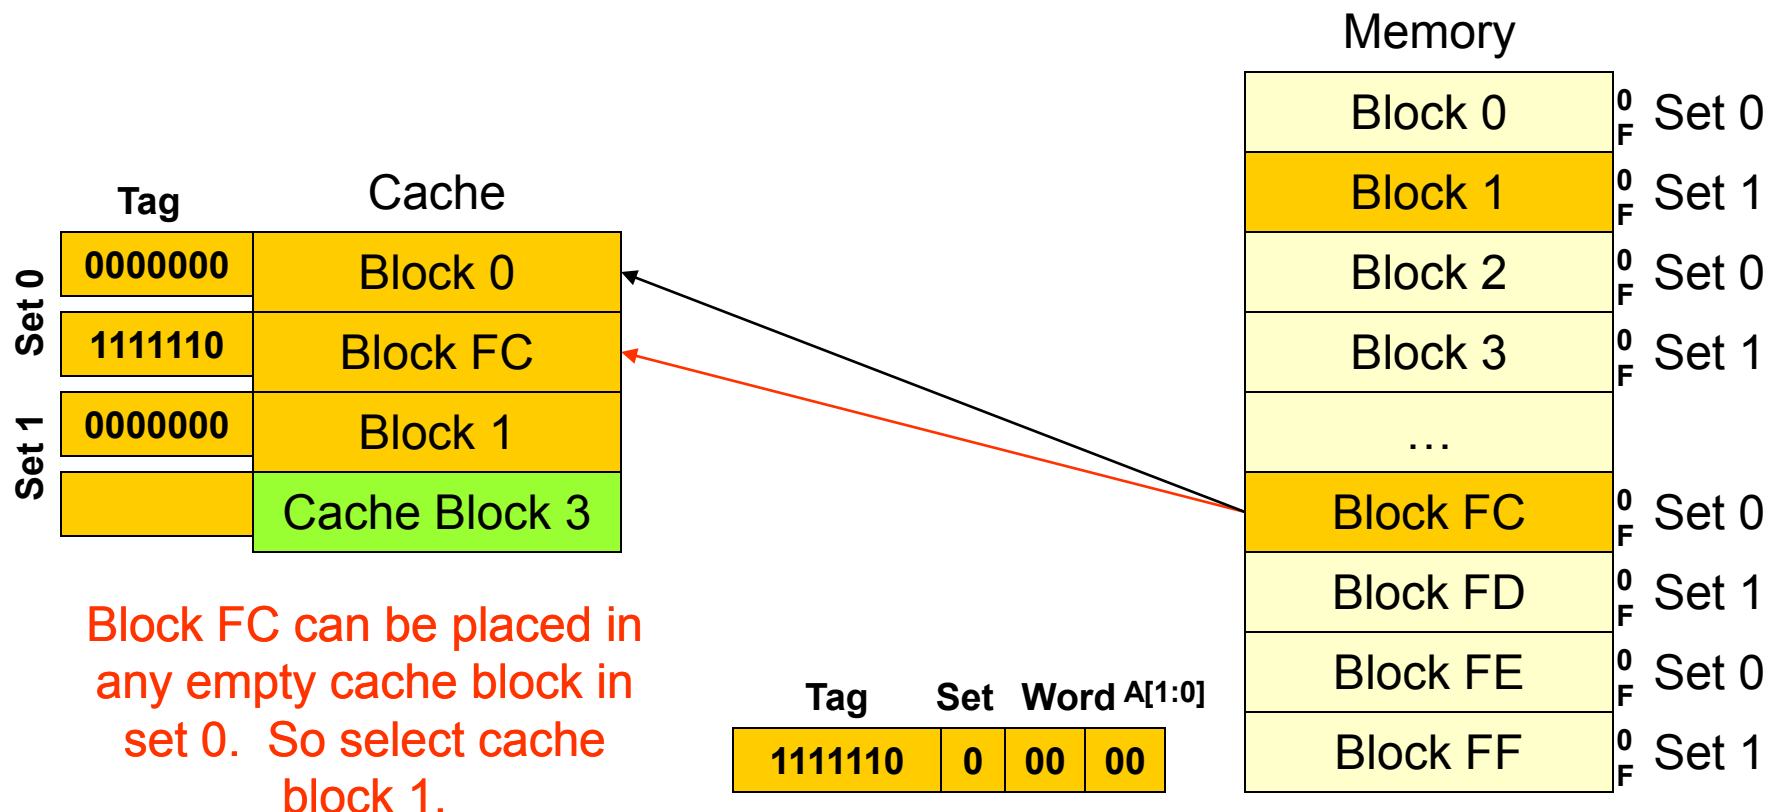 Memory
Block 0
0
F
Set 0
Block 1
0
F
Set 1
Block 2
0
F
Set 0
Block 3
0
F
Set 1
…
Block FC
0
F
Set 0
Block FD
0
F
Set 1
Block FE
0
F
Set 0
Block FF
0
F
Set 1
Tag
Cache
Set 0
0000000
Block 0
1111110
Block FC
Set 1
0000000
Block 1
Cache Block 3
Block FC can be placed in
any empty cache block in
set 0. So select cache
block 1.
Tag Set Word A[1:0]
1111110 0 00 00